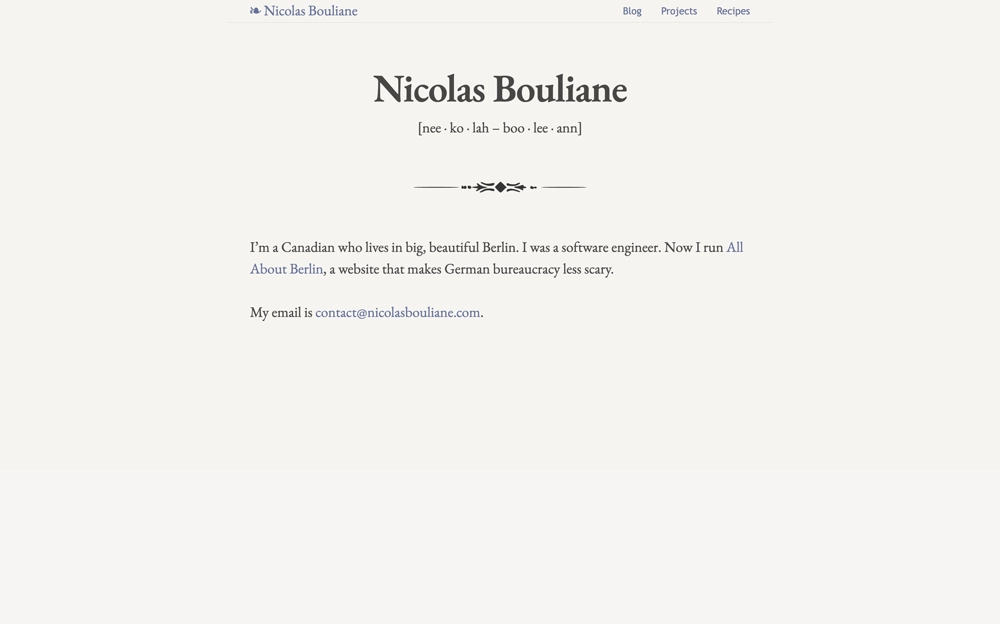 ❧ Nicolas Bouliane
Blog Projects Recipes
Nicolas Bouliane
[nee · ko · lah – boo · lee · ann]
I’m a Canadian who lives in big, beautiful Berlin. I was a software engineer. Now I run All
About Berlin, a website that makes German bureaucracy less scary.
My email is contact@nicolasbouliane.com.